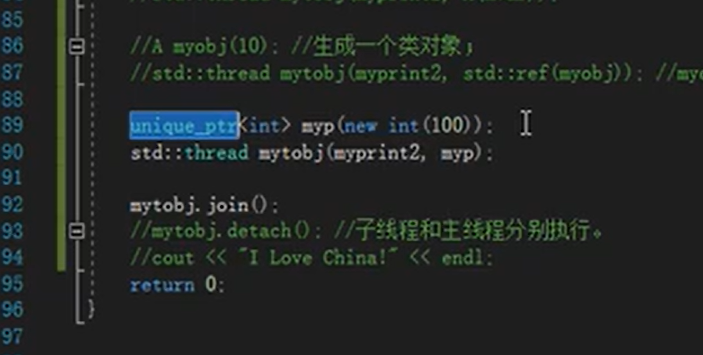 85
86 //A myobj(10); //生成一个类对象;
87 //std::thread mytobj(myprint2, std::ref(myobj)); //myo
88
89 unique_ptr<int> myp(new int(100));
90 std::thread mytobj(myprint2, myp);
91
92 mytobj.join();
93 //mytobj.detach(); //子线程和主线程分别执行。
94 //cout << "I Love China!" << endl;
95 return 0;
96 }
97